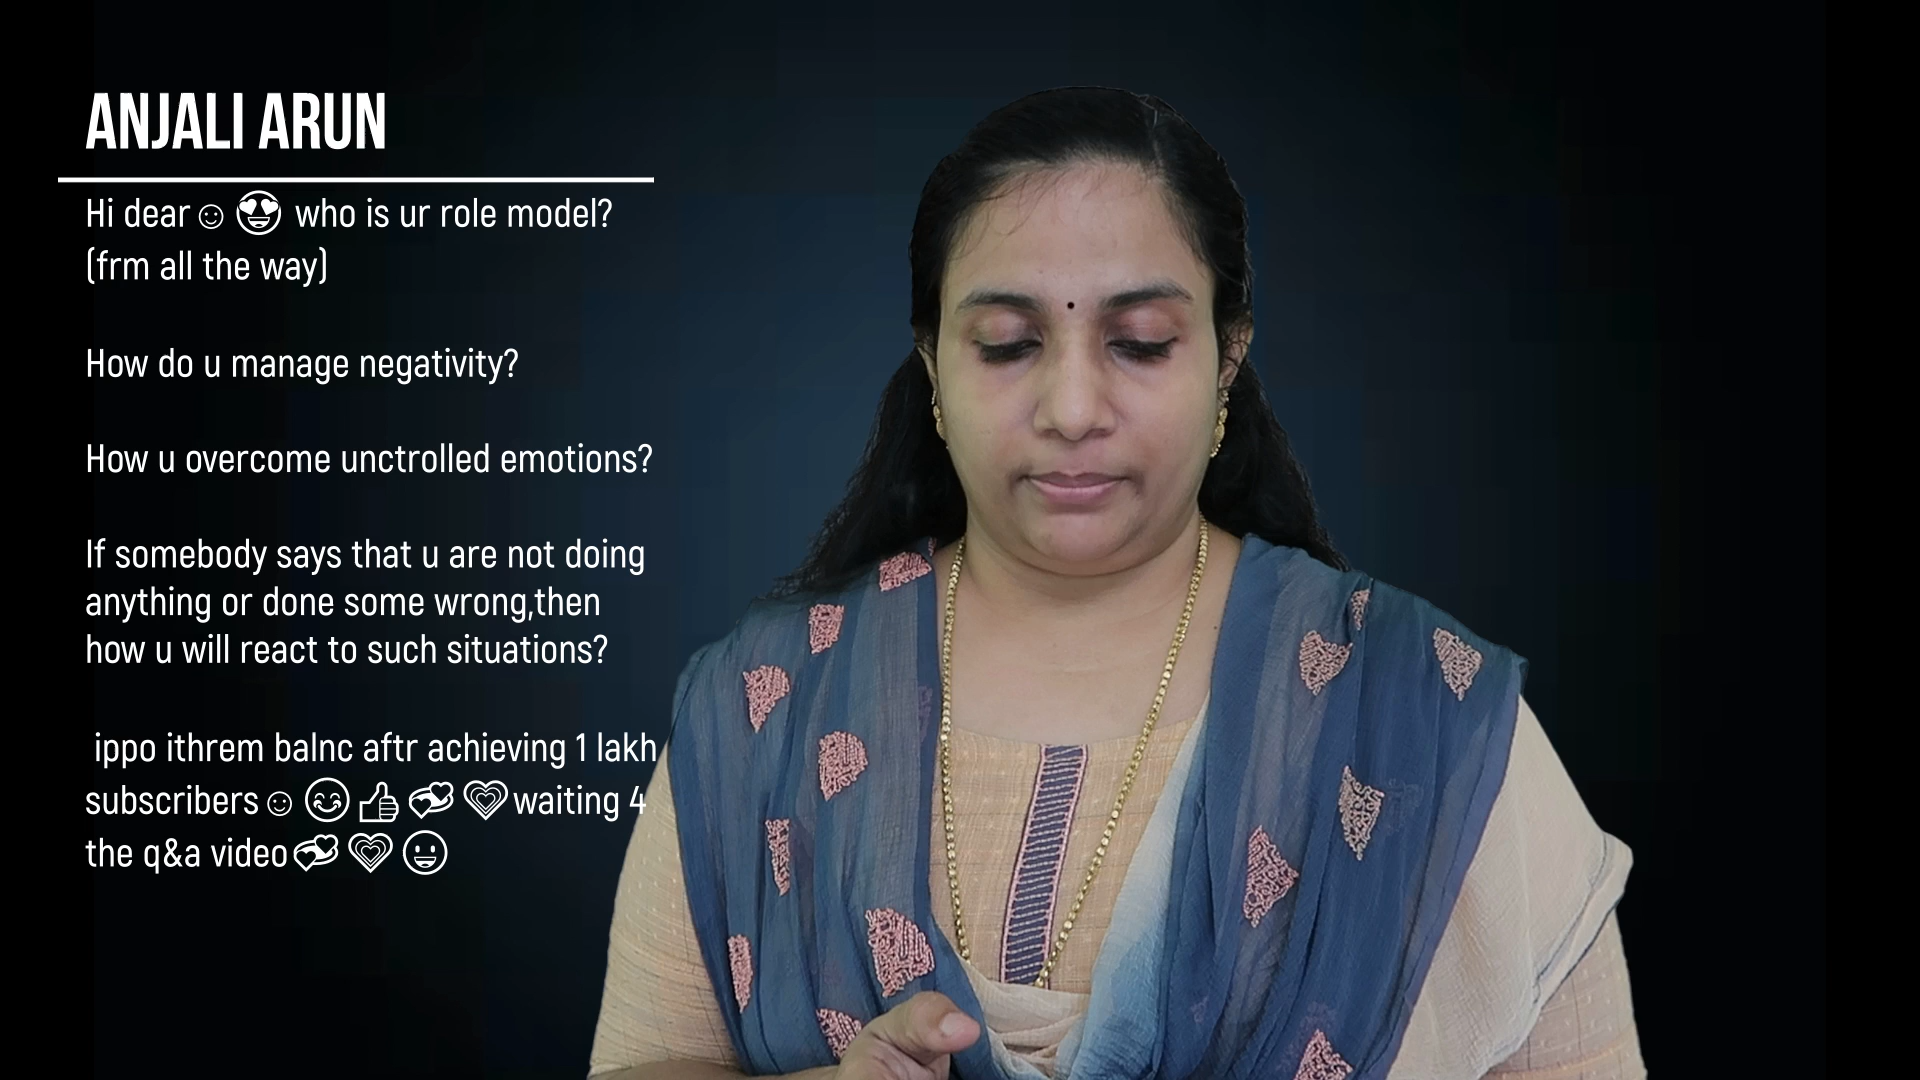 ANJALI ARUN
Hi dear☺😍 who is ur role model?
(frm all the way)
How do u manage negativity?
How u overcome unctrolled emotions?
If somebody says that u are not doing
anything or done some wrong,then
how u will react to such situations?
ippo ithrem balnc aftr achieving 1 lakh
subscribers☺😊👍💞💗waiting 4
the q&a video💞💗😀